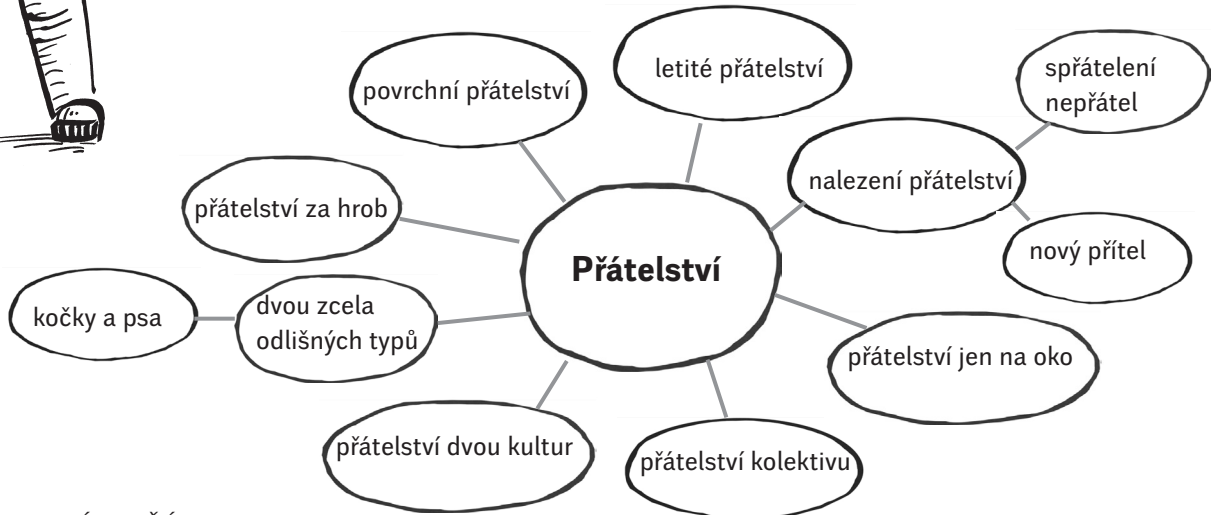 letité přátelství
spřátelení
nepřátel
povrchní přátelství
nalezení přátelství
přátelství za hrob
nový přítel
Přátelství
kočky a psa
dvou zcela
odlišných typů
přátelství jen na oko
přátelství dvou kultur
přátelství kolektivu